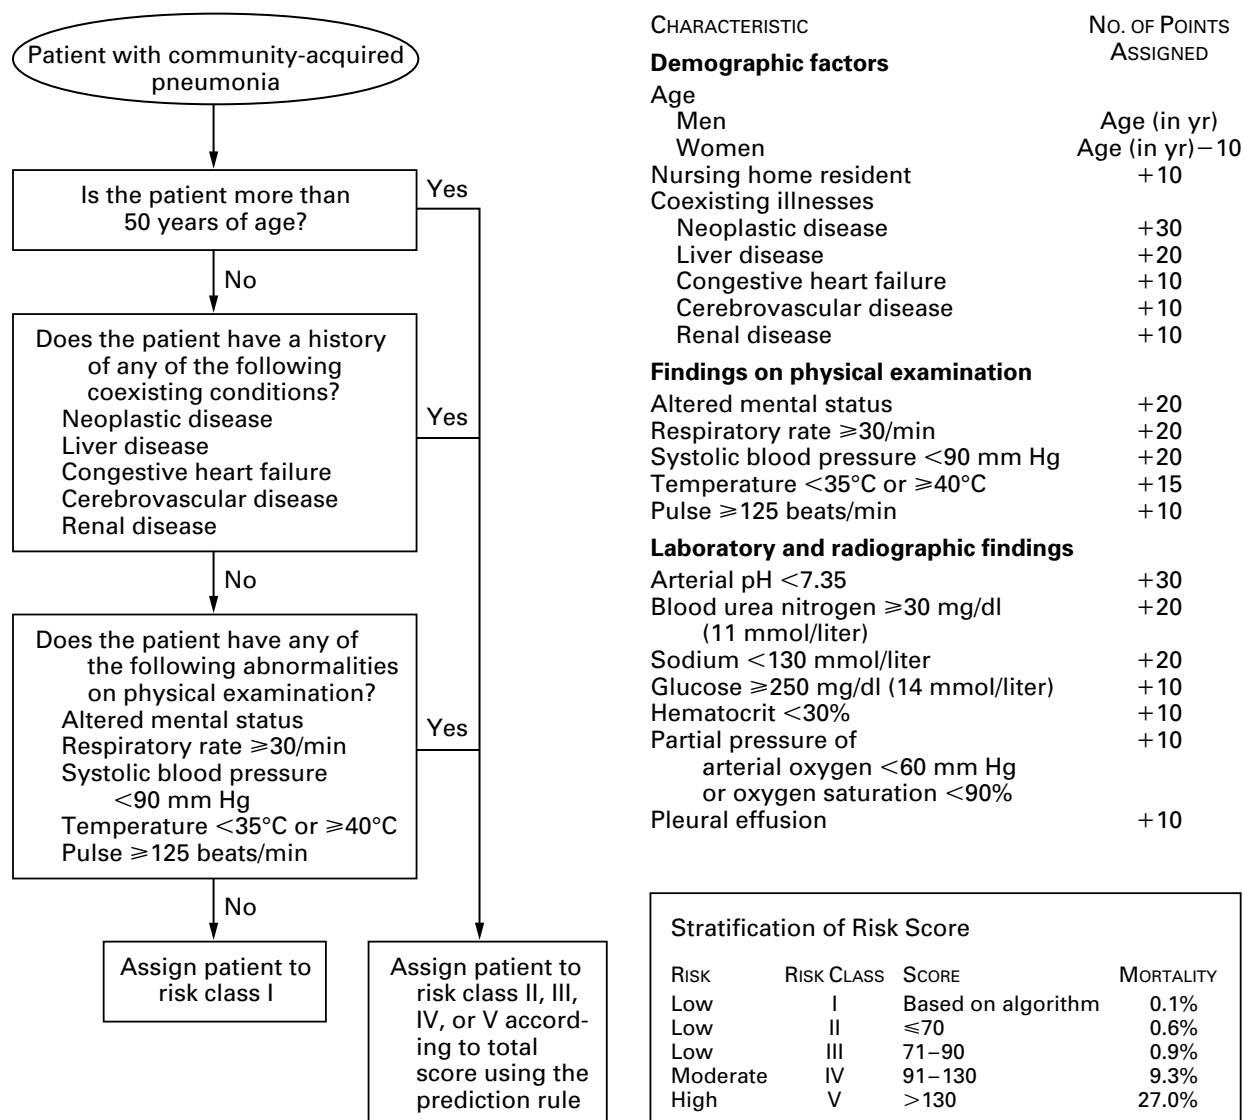 Patient with community-acquired
pneumonia
Is the patient more than
50 years of age?
Yes
No
Does the patient have a history
of any of the following
coexisting conditions?
Neoplastic disease
Liver disease
Congestive heart failure
Cerebrovascular disease
Renal disease
Yes
No
Does the patient have any of
the following abnormalities
on physical examination?
Altered mental status
Respiratory rate ⩾30/min
Systolic blood pressure
<90 mm Hg
Temperature <35°C or ⩾40°C
Pulse ⩾125 beats/min
Yes
No
Assign patient to
risk class I
Assign patient to
risk class II, III,
IV, or V accord-
ing to total
score using the
prediction rule
CHARACTERISTIC NO. OF POINTS
ASSIGNED
Demographic factors
Age
Men Age (in yr)
Women Age (in yr)−10
Nursing home resident +10
Coexisting illnesses
Neoplastic disease +30
Liver disease +20
Congestive heart failure +10
Cerebrovascular disease +10
Renal disease +10
Findings on physical examination
Altered mental status +20
Respiratory rate ⩾30/min +20
Systolic blood pressure <90 mm Hg +20
Temperature <35°C or ⩾40°C +15
Pulse ⩾125 beats/min +10
Laboratory and radiographic findings
Arterial pH <7.35 +30
Blood urea nitrogen ⩾30 mg/dl +20
(11 mmol/liter)
Sodium <130 mmol/liter +20
Glucose ⩾250 mg/dl (14 mmol/liter) +10
Hematocrit <30% +10
Partial pressure of +10
arterial oxygen <60 mm Hg
or oxygen saturation <90%
Pleural effusion +10
Stratification of Risk Score
RISK RISK CLASS SCORE MORTALITY
Low I Based on algorithm 0.1%
Low II ⩽70 0.6%
Low III 71–90 0.9%
Moderate IV 91–130 9.3%
High V >130 27.0%